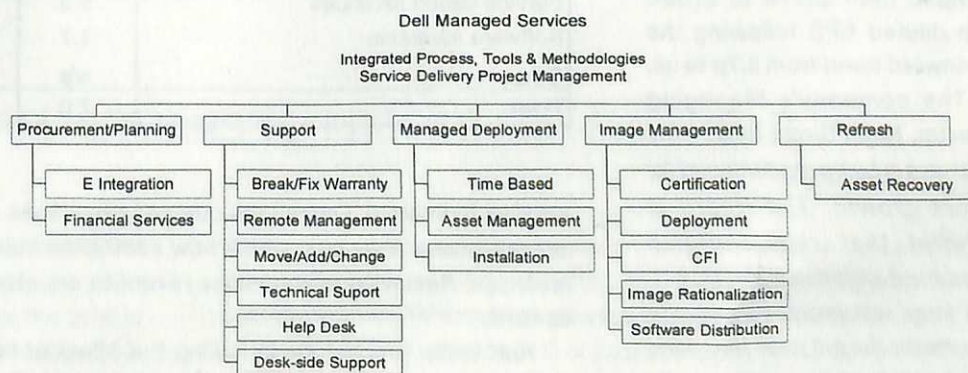 Dell Managed Services
Integrated Process, Tools & Methodologies
Service Delivery Project Management
Procurement/Planning
E Integration
Financial Services
Support
Break/Fix Warranty
Remote Management
Move/Add/Change
Technical Suport
Help Desk
Desk-side Support
Managed Deployment
Time Based
Asset Management
Installation
Image Management
Certification
Deployment
CFI
Image Rationalization
Software Distribution
Refresh
Asset Recovery